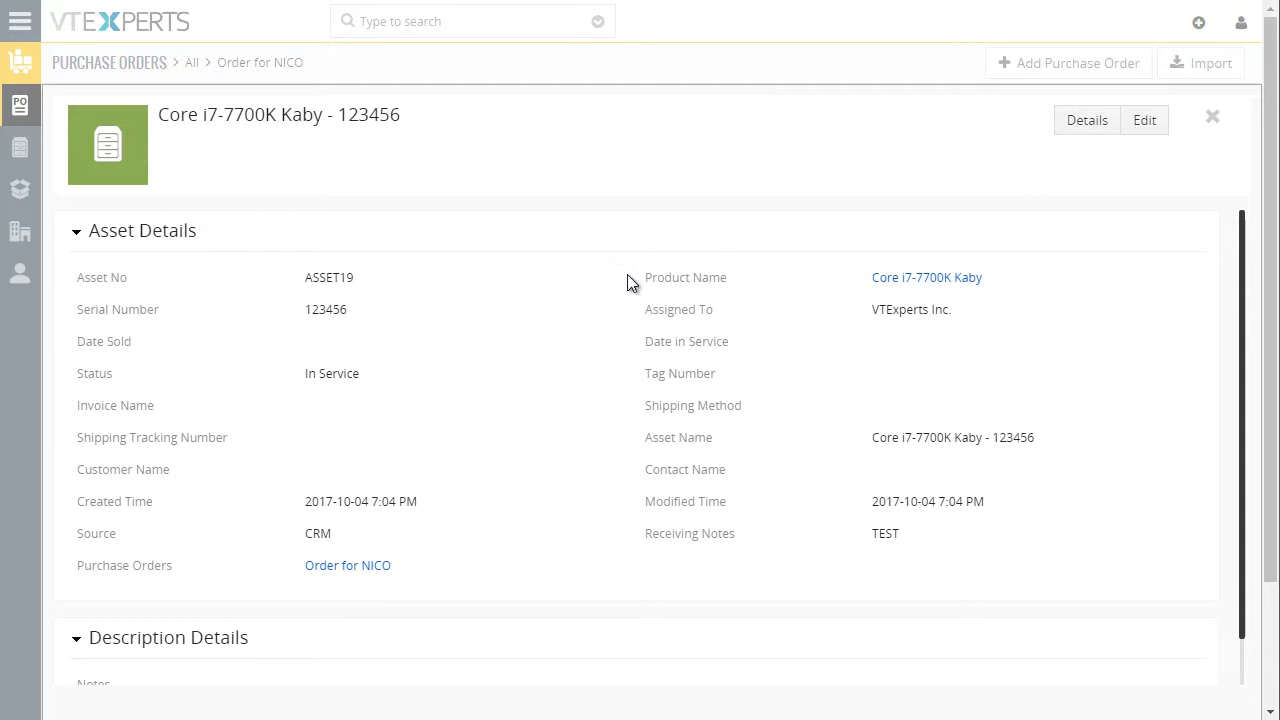 VTEXPERTS
Type to search
PURCHASE ORDERS > All > Order for NICO
Add Purchase Order
Import
PO
Core i7-7700K Kaby - 123456
Details
Edit
Asset Details
Asset No ASSET19 Product Name Core i7-7700K Kaby
Serial Number 123456 Assigned To VTExperts Inc.
Date Sold Date in Service
Status In Service Tag Number
Invoice Name Shipping Method
Shipping Tracking Number Asset Name Core i7-7700K Kaby - 123456
Customer Name Contact Name
Created Time 2017-10-04 7:04 PM Modified Time 2017-10-04 7:04 PM
Source CRM Receiving Notes TEST
Purchase Orders Order for NICO
Description Details
Notes